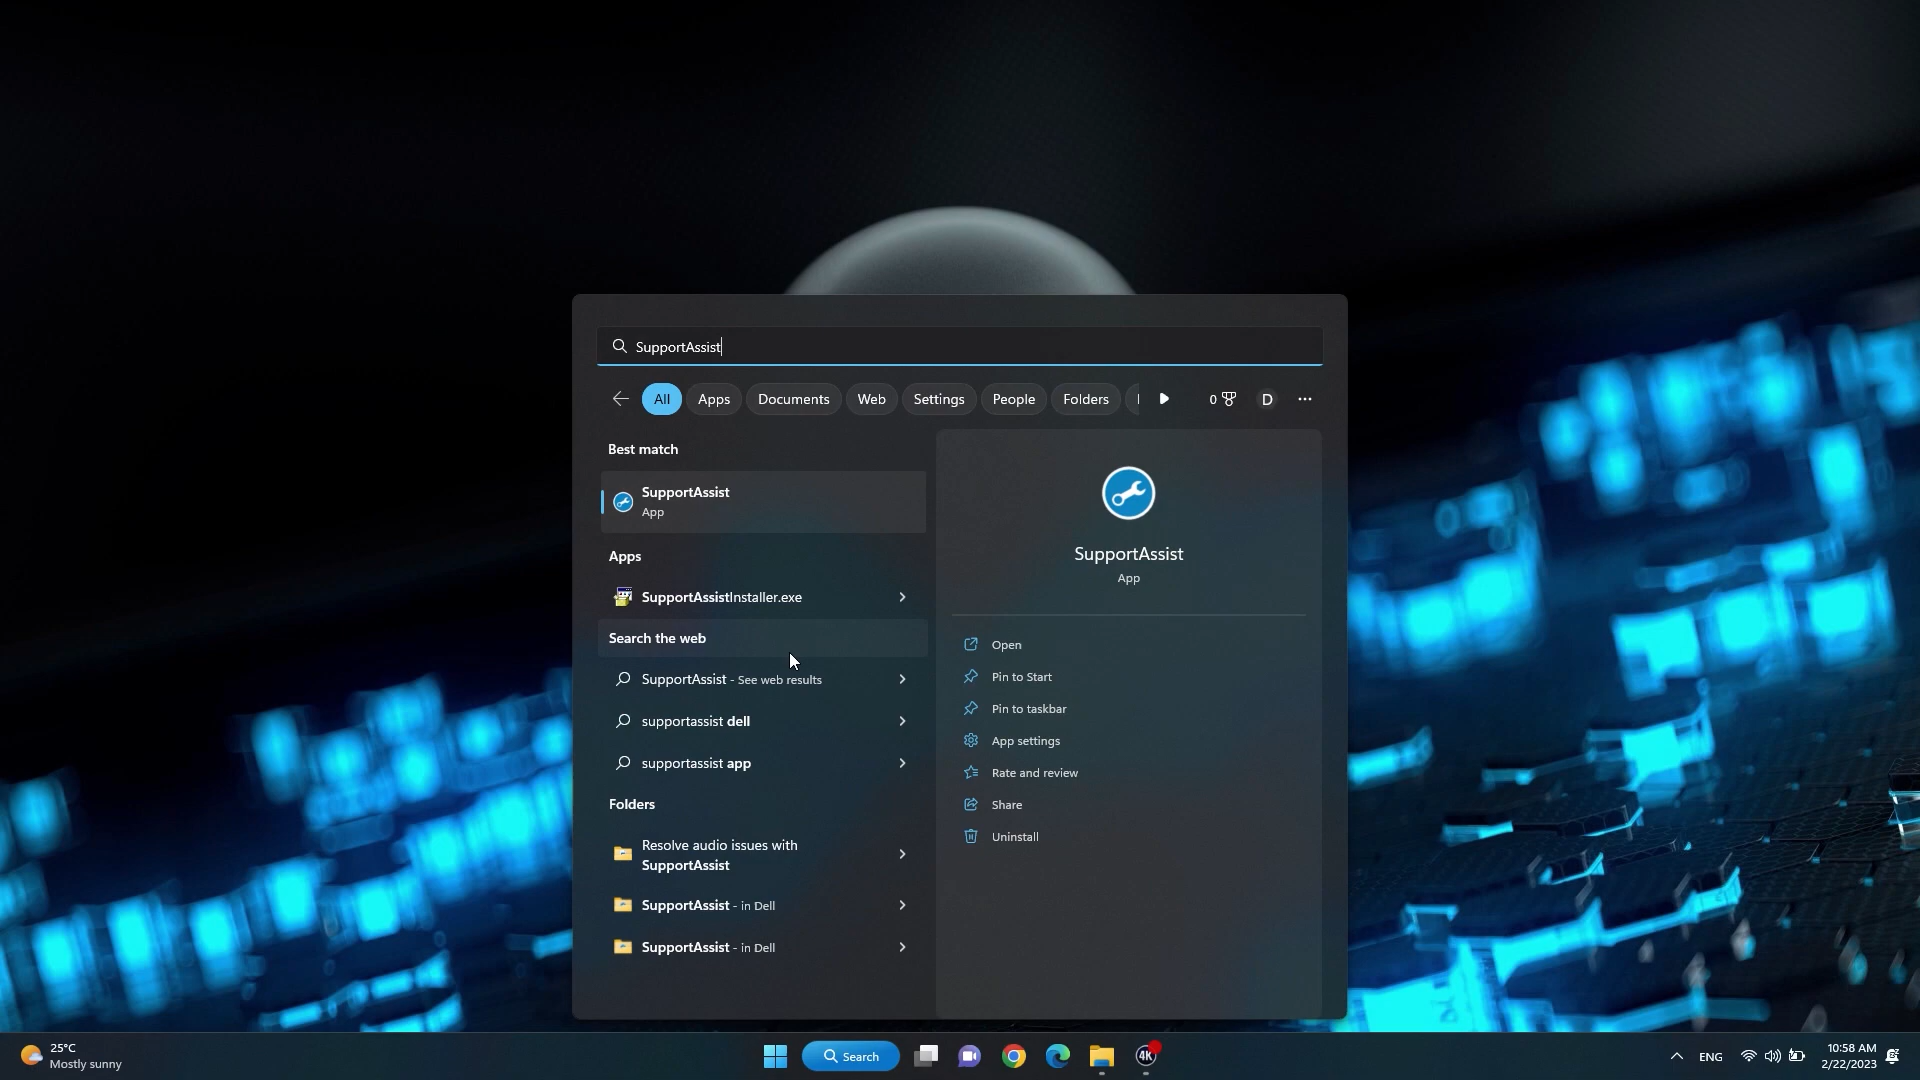 SupportAssist
All
Apps
Documents
Web
Settings
People
Folders
0
D
Best match
SupportAssist
App
Apps
SupportAssistInstaller.exe
Search the web
SupportAssist - See web results
supportassist dell
supportassist app
Folders
Resolve audio issues with
SupportAssist
SupportAssist - in Dell
SupportAssist - in Dell
SupportAssist
App
Open
Pin to Start
Pin to taskbar
App settings
Rate and review
Share
Uninstall
25°C
Mostly sunny
Search
4K
ENG
10:58 AM
2/22/2023